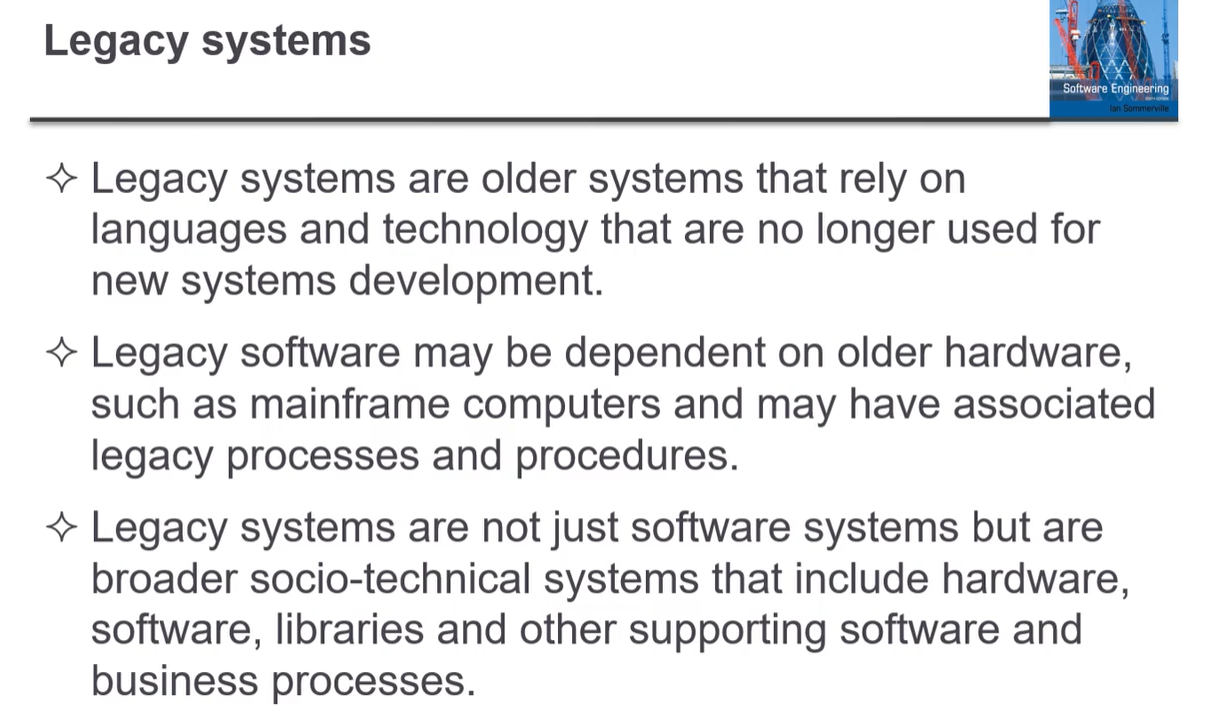 Legacy systems
Software Engineering
Ian Sommerville
✧ Legacy systems are older systems that rely on
languages and technology that are no longer used for
new systems development.
✧ Legacy software may be dependent on older hardware,
such as mainframe computers and may have associated
legacy processes and procedures.
✧ Legacy systems are not just software systems but are
broader socio-technical systems that include hardware,
software, libraries and other supporting software and
business processes.